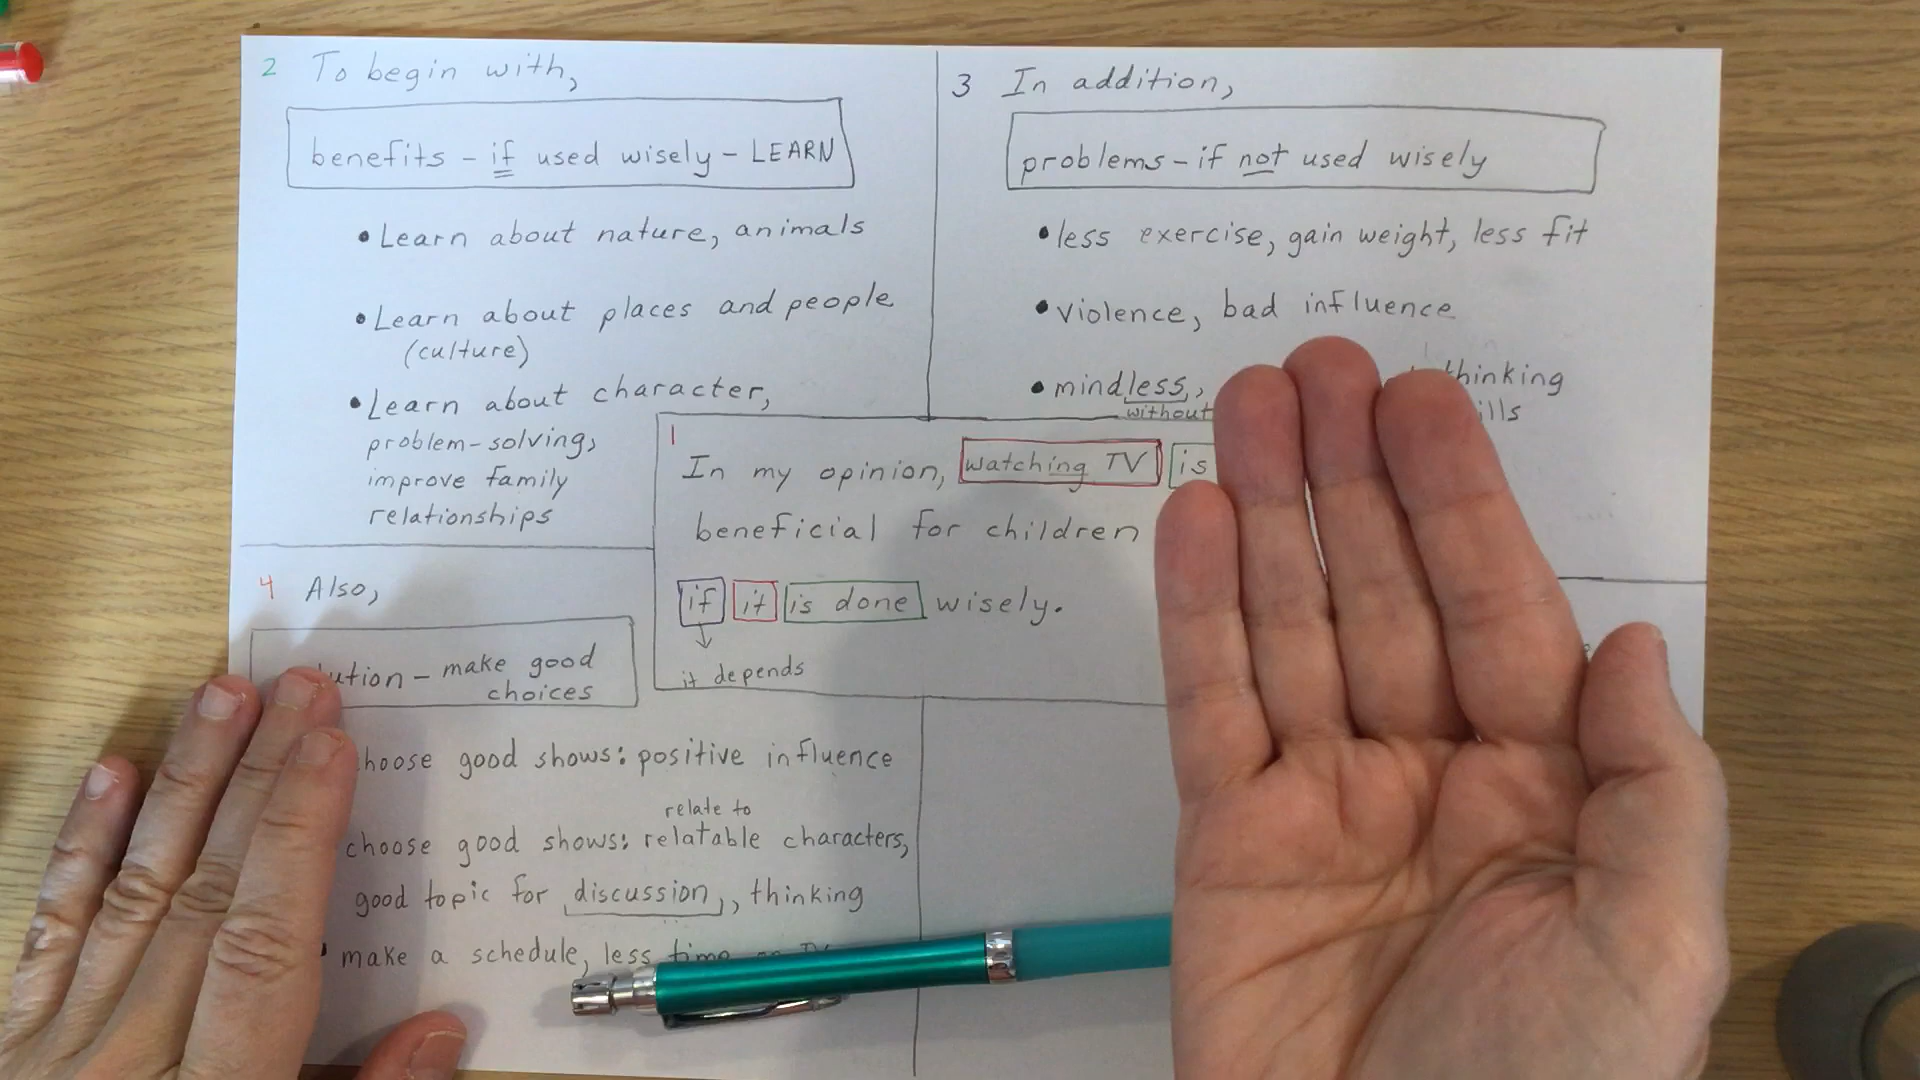 2 To begin with,
benefits - if used wisely - LEARN
• Learn about nature, animals
• Learn about places and people
(culture)
• Learn about character,
problem-solving,
improve family
relationships
3 In addition,
problems - if not used wisely
• less exercise, gain weight, less fit
• violence, bad influence
• mindless, thinking
without
1
In my opinion, watching TV is
beneficial for children
if it is done wisely.
it depends
4 Also,
make good
choices
good shows: positive influence
relate to
choose good shows: relatable characters,
good topic for discussion, thinking
• make a schedule, less time